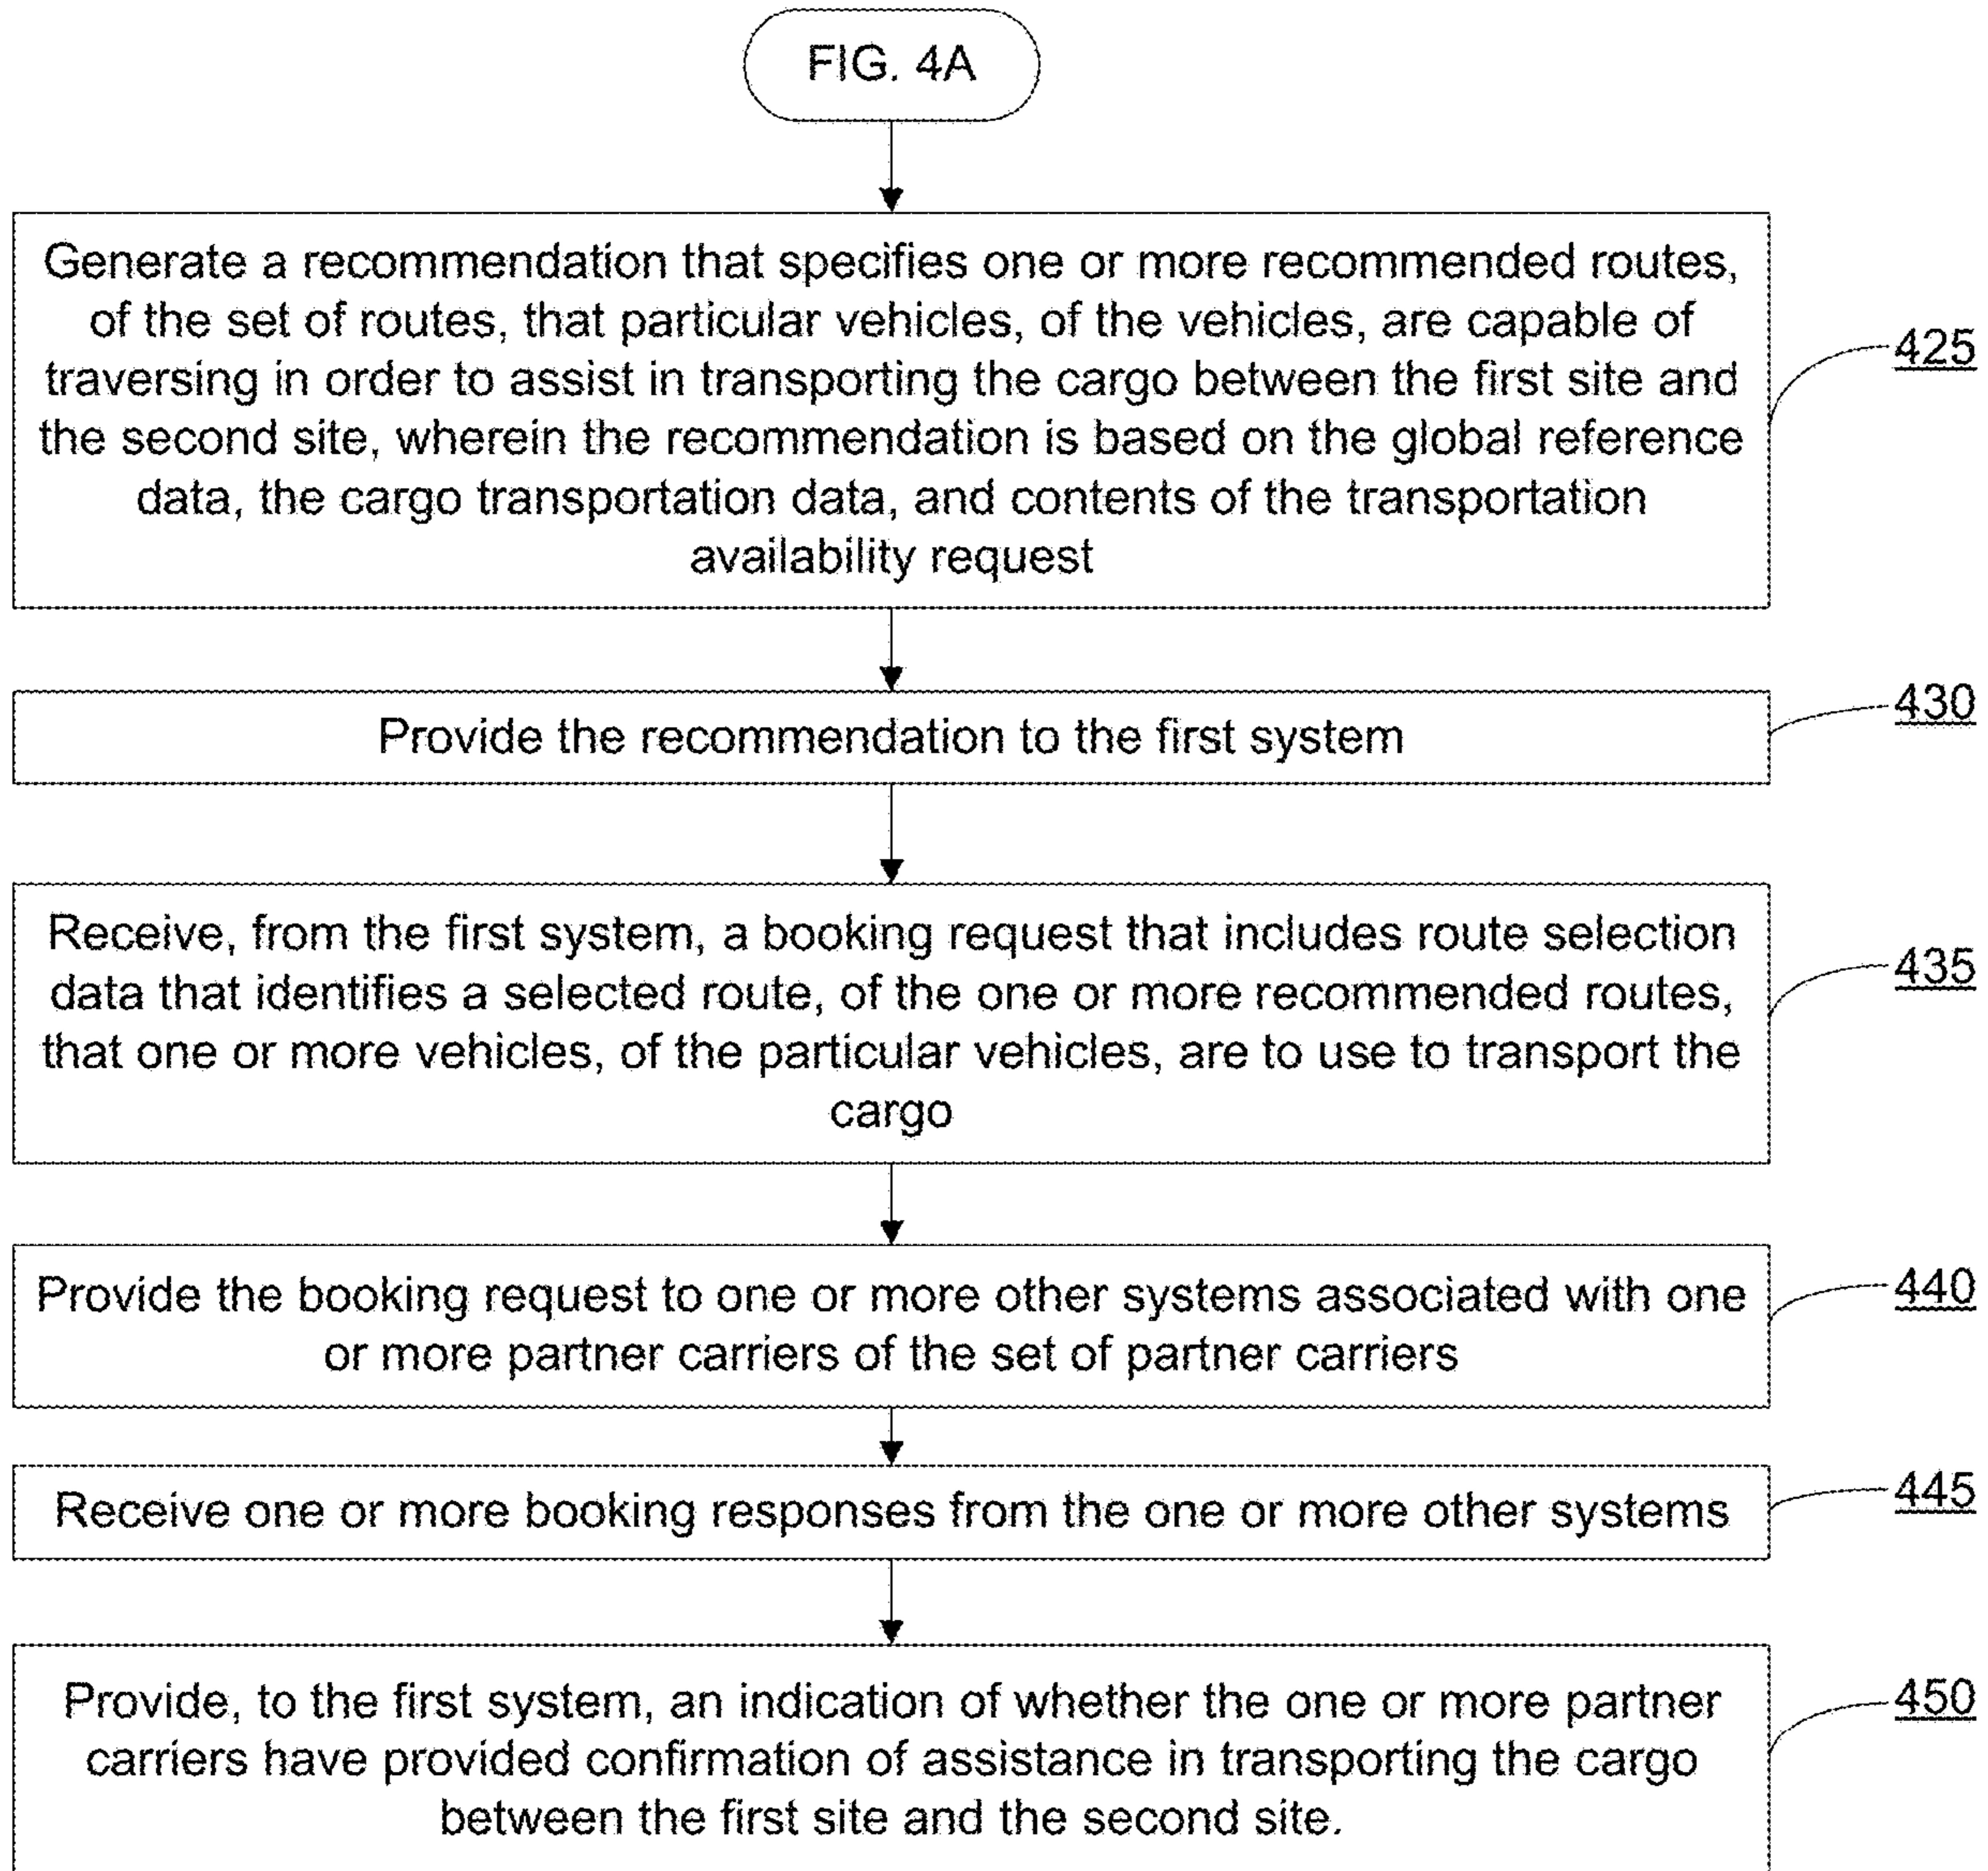 FIG. 4A
Generate a recommendation that specifies one or more recommended routes,
of the set of routes, that particular vehicles, of the vehicles, are capable of
traversing in order to assist in transporting the cargo between the first site and
the second site, wherein the recommendation is based on the global reference
data, the cargo transportation data, and contents of the transportation
availability request
425
Provide the recommendation to the first system
430
Receive, from the first system, a booking request that includes route selection
data that identifies a selected route, of the one or more recommended routes,
that one or more vehicles, of the particular vehicles, are to use to transport the
cargo
435
Provide the booking request to one or more other systems associated with one
or more partner carriers of the set of partner carriers
440
Receive one or more booking responses from the one or more other systems
445
Provide, to the first system, an indication of whether the one or more partner
carriers have provided confirmation of assistance in transporting the cargo
between the first site and the second site.
450